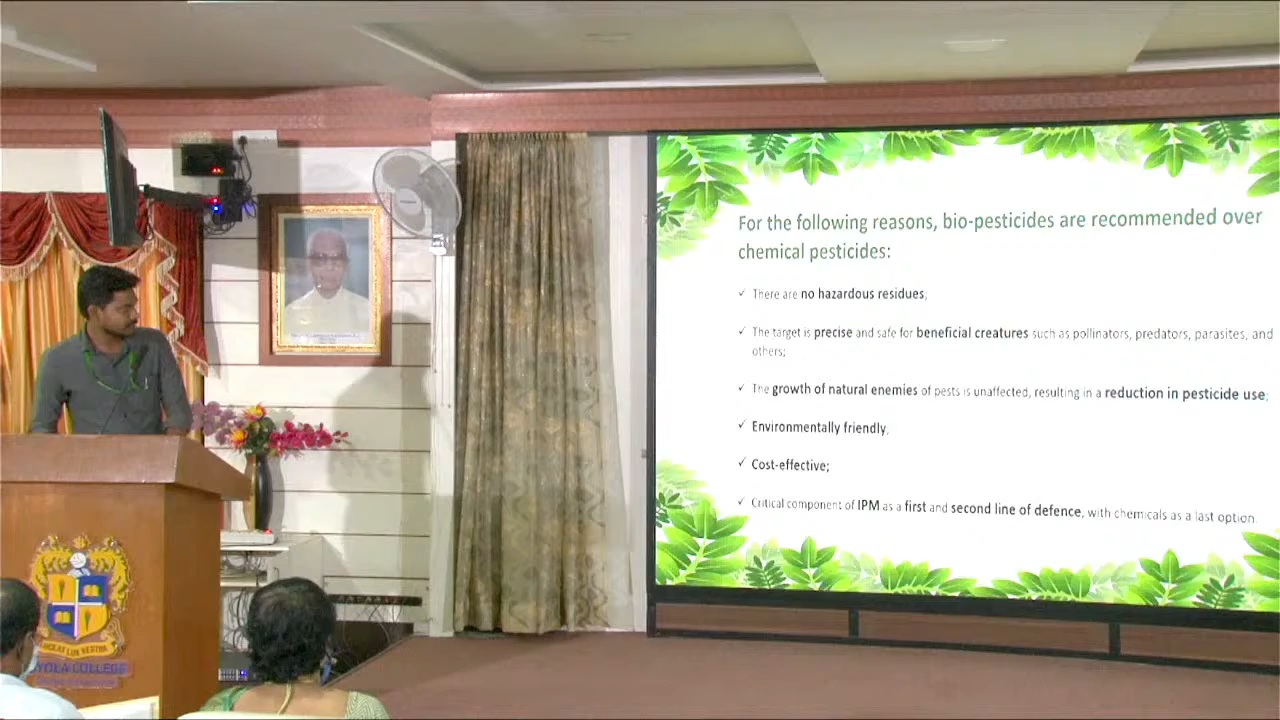 For the following reasons, bio-pesticides are recommended over
chemical pesticides:
✓ There are no hazardous residues;
✓ The target is precise and safe for beneficial creatures such as pollinators, predators, parasites, and
others;
✓ The growth of natural enemies of pests is unaffected, resulting in a reduction in pesticide use;
✓ Environmentally friendly;
✓ Cost-effective;
✓ Critical component of IPM as a first and second line of defence, with chemicals as a last option.
LUX VESTRA
YOLA COLLEGE